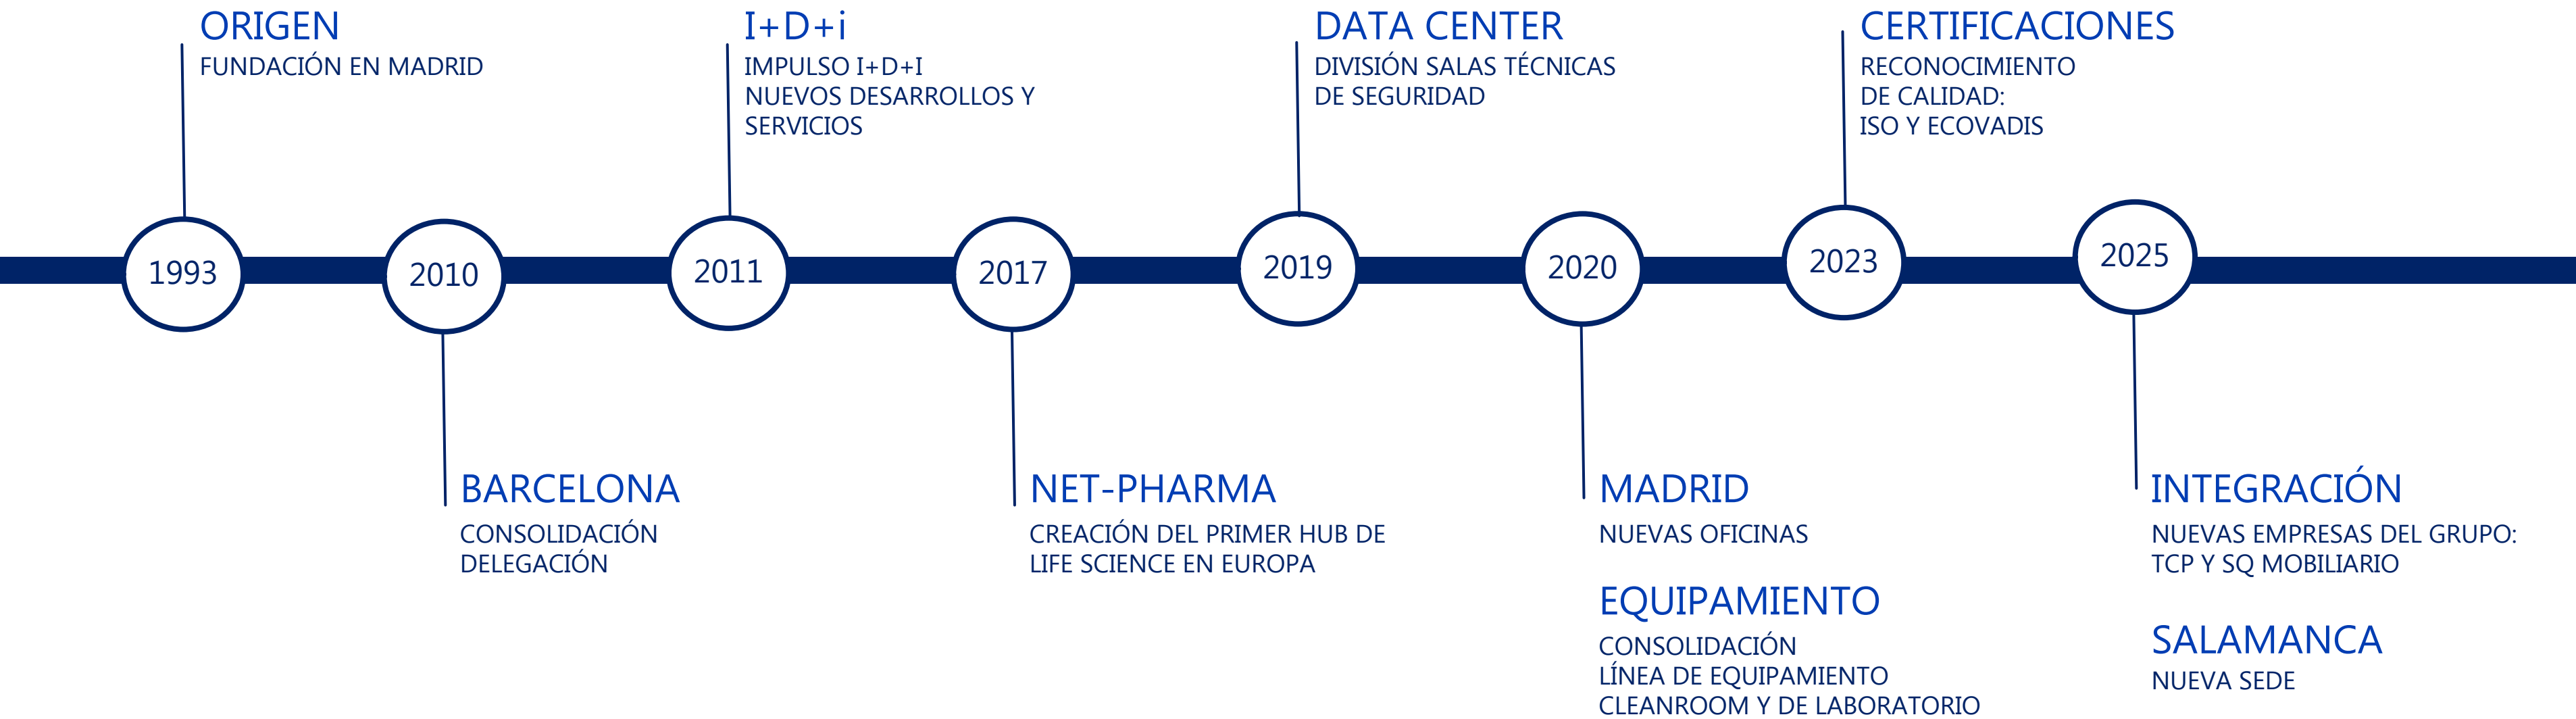 ORIGEN
FUNDACIÓN EN MADRID
I+D+i
IMPULSO I+D+I
NUEVOS DESARROLLOS Y
SERVICIOS
DATA CENTER
DIVISIÓN SALAS TÉCNICAS
DE SEGURIDAD
CERTIFICACIONES
RECONOCIMIENTO
DE CALIDAD:
ISO Y ECOVADIS
1993
2010
2011
2017
2019
2020
2023
2025
BARCELONA
CONSOLIDACIÓN
DELEGACIÓN
NET-PHARMA
CREACIÓN DEL PRIMER HUB DE
LIFE SCIENCE EN EUROPA
MADRID
NUEVAS OFICINAS
EQUIPAMIENTO
CONSOLIDACIÓN
LÍNEA DE EQUIPAMIENTO
CLEANROOM Y DE LABORATORIO
INTEGRACIÓN
NUEVAS EMPRESAS DEL GRUPO:
TCP Y SQ MOBILIARIO
SALAMANCA
NUEVA SEDE